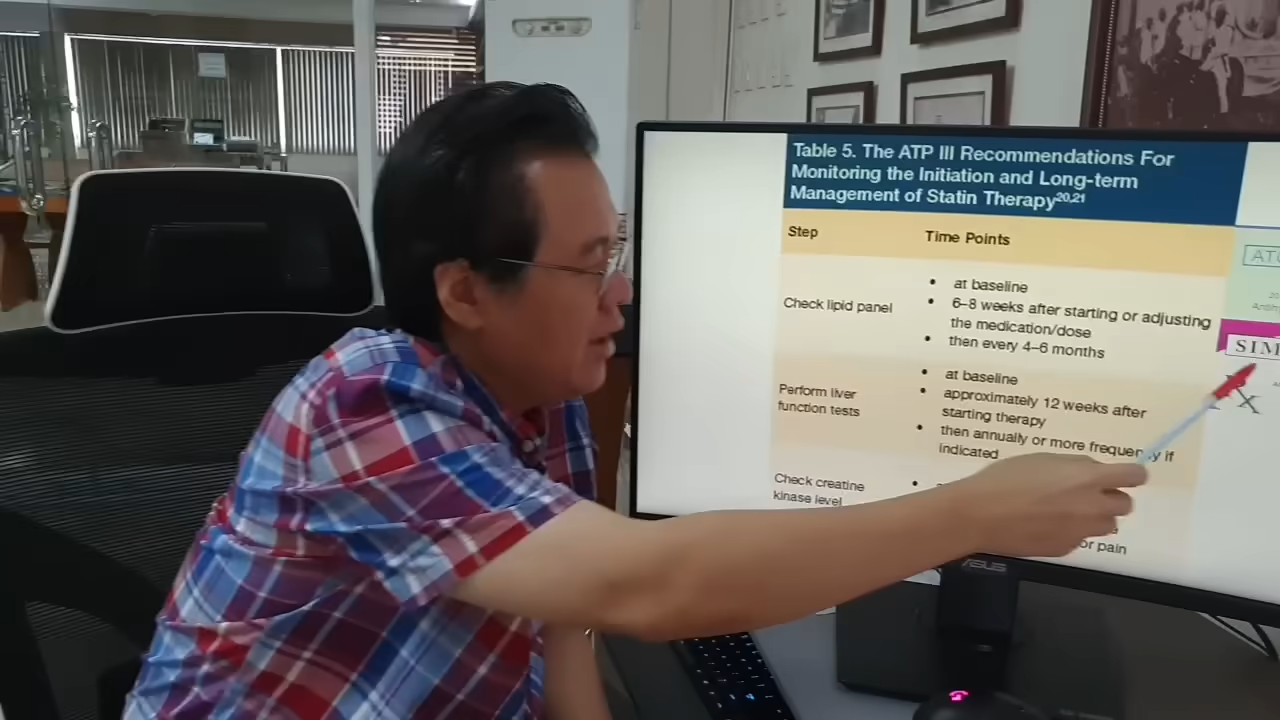 Table 5. The ATP III Recommendations For
Monitoring the Initiation and Long-term
Management of Statin Therapy20,21
Step
Time Points
Check lipid panel
• at baseline
• 6–8 weeks after starting or adjusting
the medication/dose
• then every 4–6 months
Perform liver
function tests
• at baseline
• approximately 12 weeks after
starting therapy
• then annually or more frequently if
indicated
Check creatine
kinase level
or pain
SIM
ASUS